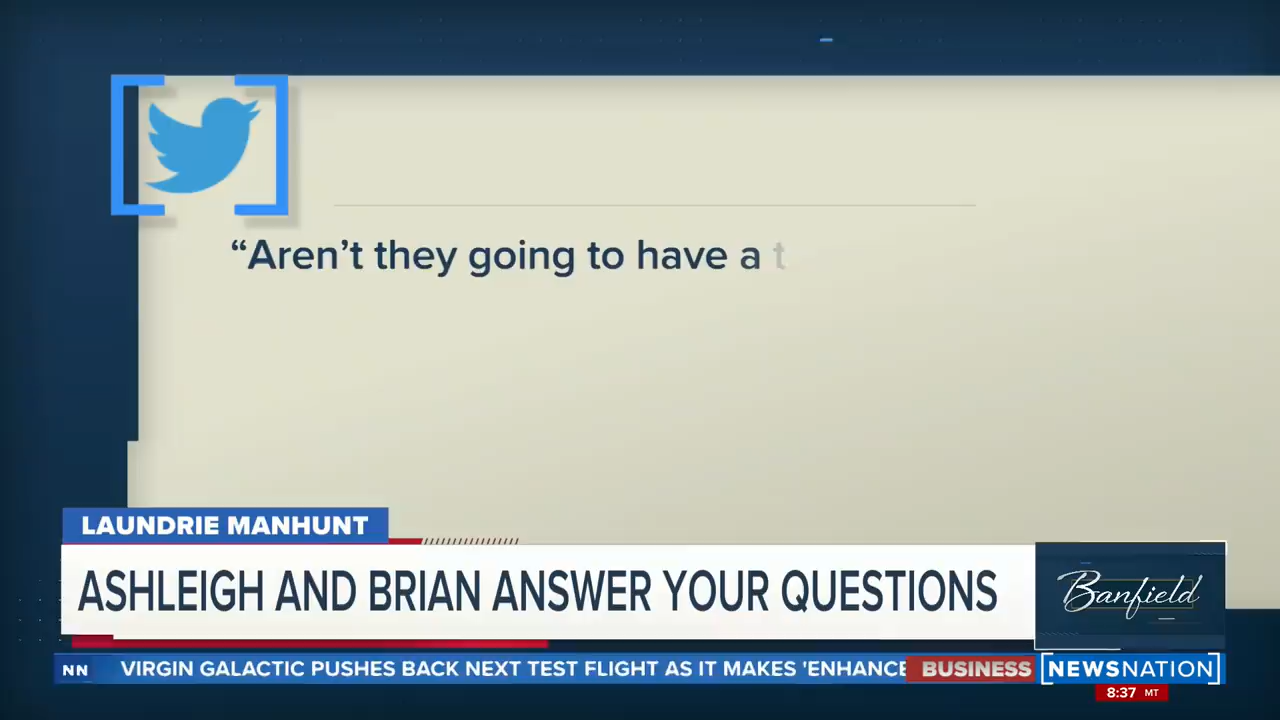 “Aren’t they going to have a t
LAUNDRIE MANHUNT
ASHLEIGH AND BRIAN ANSWER YOUR QUESTIONS
Banfield
NN VIRGIN GALACTIC PUSHES BACK NEXT TEST FLIGHT AS IT MAKES 'ENHANCE BUSINESS NEWSNATION
8:37 MT